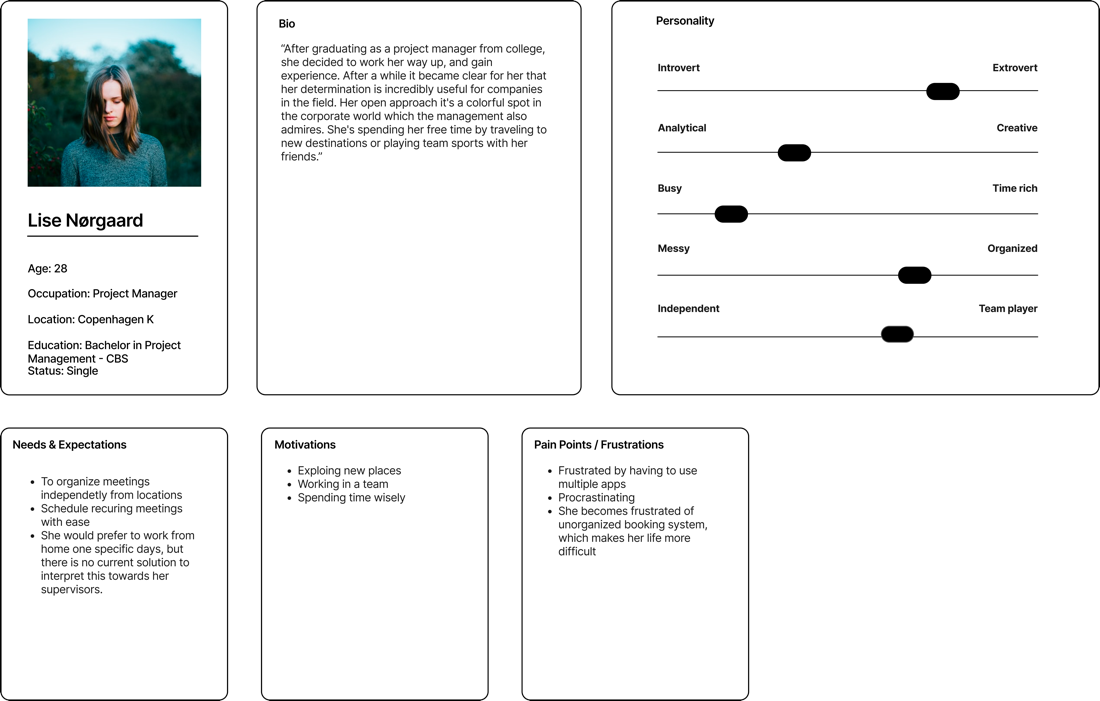 Lise Nørgaard
Age: 28
Occupation: Project Manager
Location: Copenhagen K
Education: Bachelor in Project
Management - CBS
Status: Single
Bio
“After graduating as a project manager from college,
she decided to work her way up, and gain
experience. After a while it became clear for her that
her determination is incredibly useful for companies
in the field. Her open approach it's a colorful spot in
the corporate world which the management also
admires. She's spending her free time by traveling to
new destinations or playing team sports with her
friends.”
Personality
Introvert Extrovert
Analytical Creative
Busy Time rich
Messy Organized
Independent Team player
Needs & Expectations
• To organize meetings
independetly from locations
• Schedule recuring meetings
with ease
• She would prefer to work from
home one specific days, but
there is no current solution to
interpret this towards her
supervisors.
Motivations
• Exploing new places
• Working in a team
• Spending time wisely
Pain Points / Frustrations
• Frustrated by having to use
multiple apps
• Procrastinating
• She becomes frustrated of
unorganized booking system,
which makes her life more
difficult